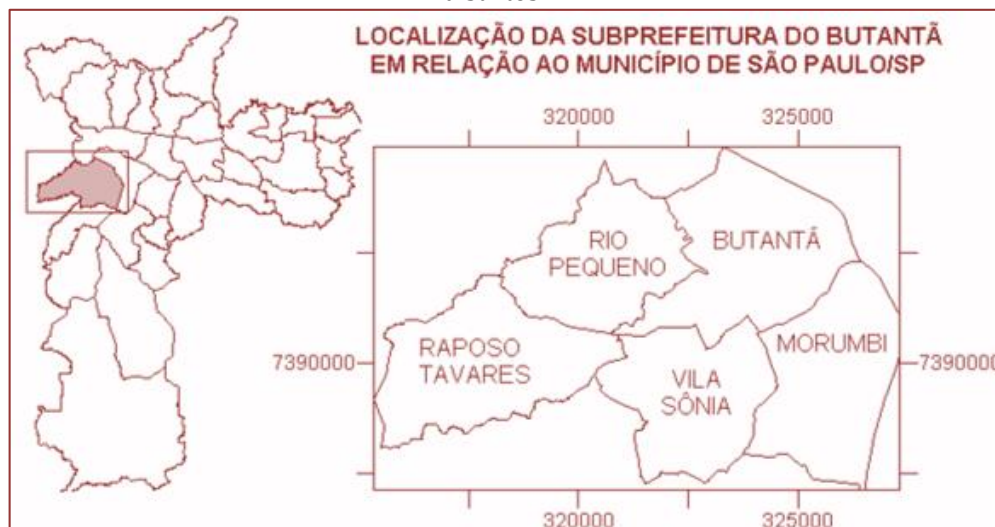 LOCALIZAÇÃO DA SUBPREFEITURA DO BUTANTÃ
EM RELAÇÃO AO MUNICÍPIO DE SÃO PAULO/SP
320000 325000
RIO
PEQUENO
BUTANTÃ
RAPOSO
TAVARES
MORUMBI
VILA
SÔNIA
7390000 7390000
320000 325000